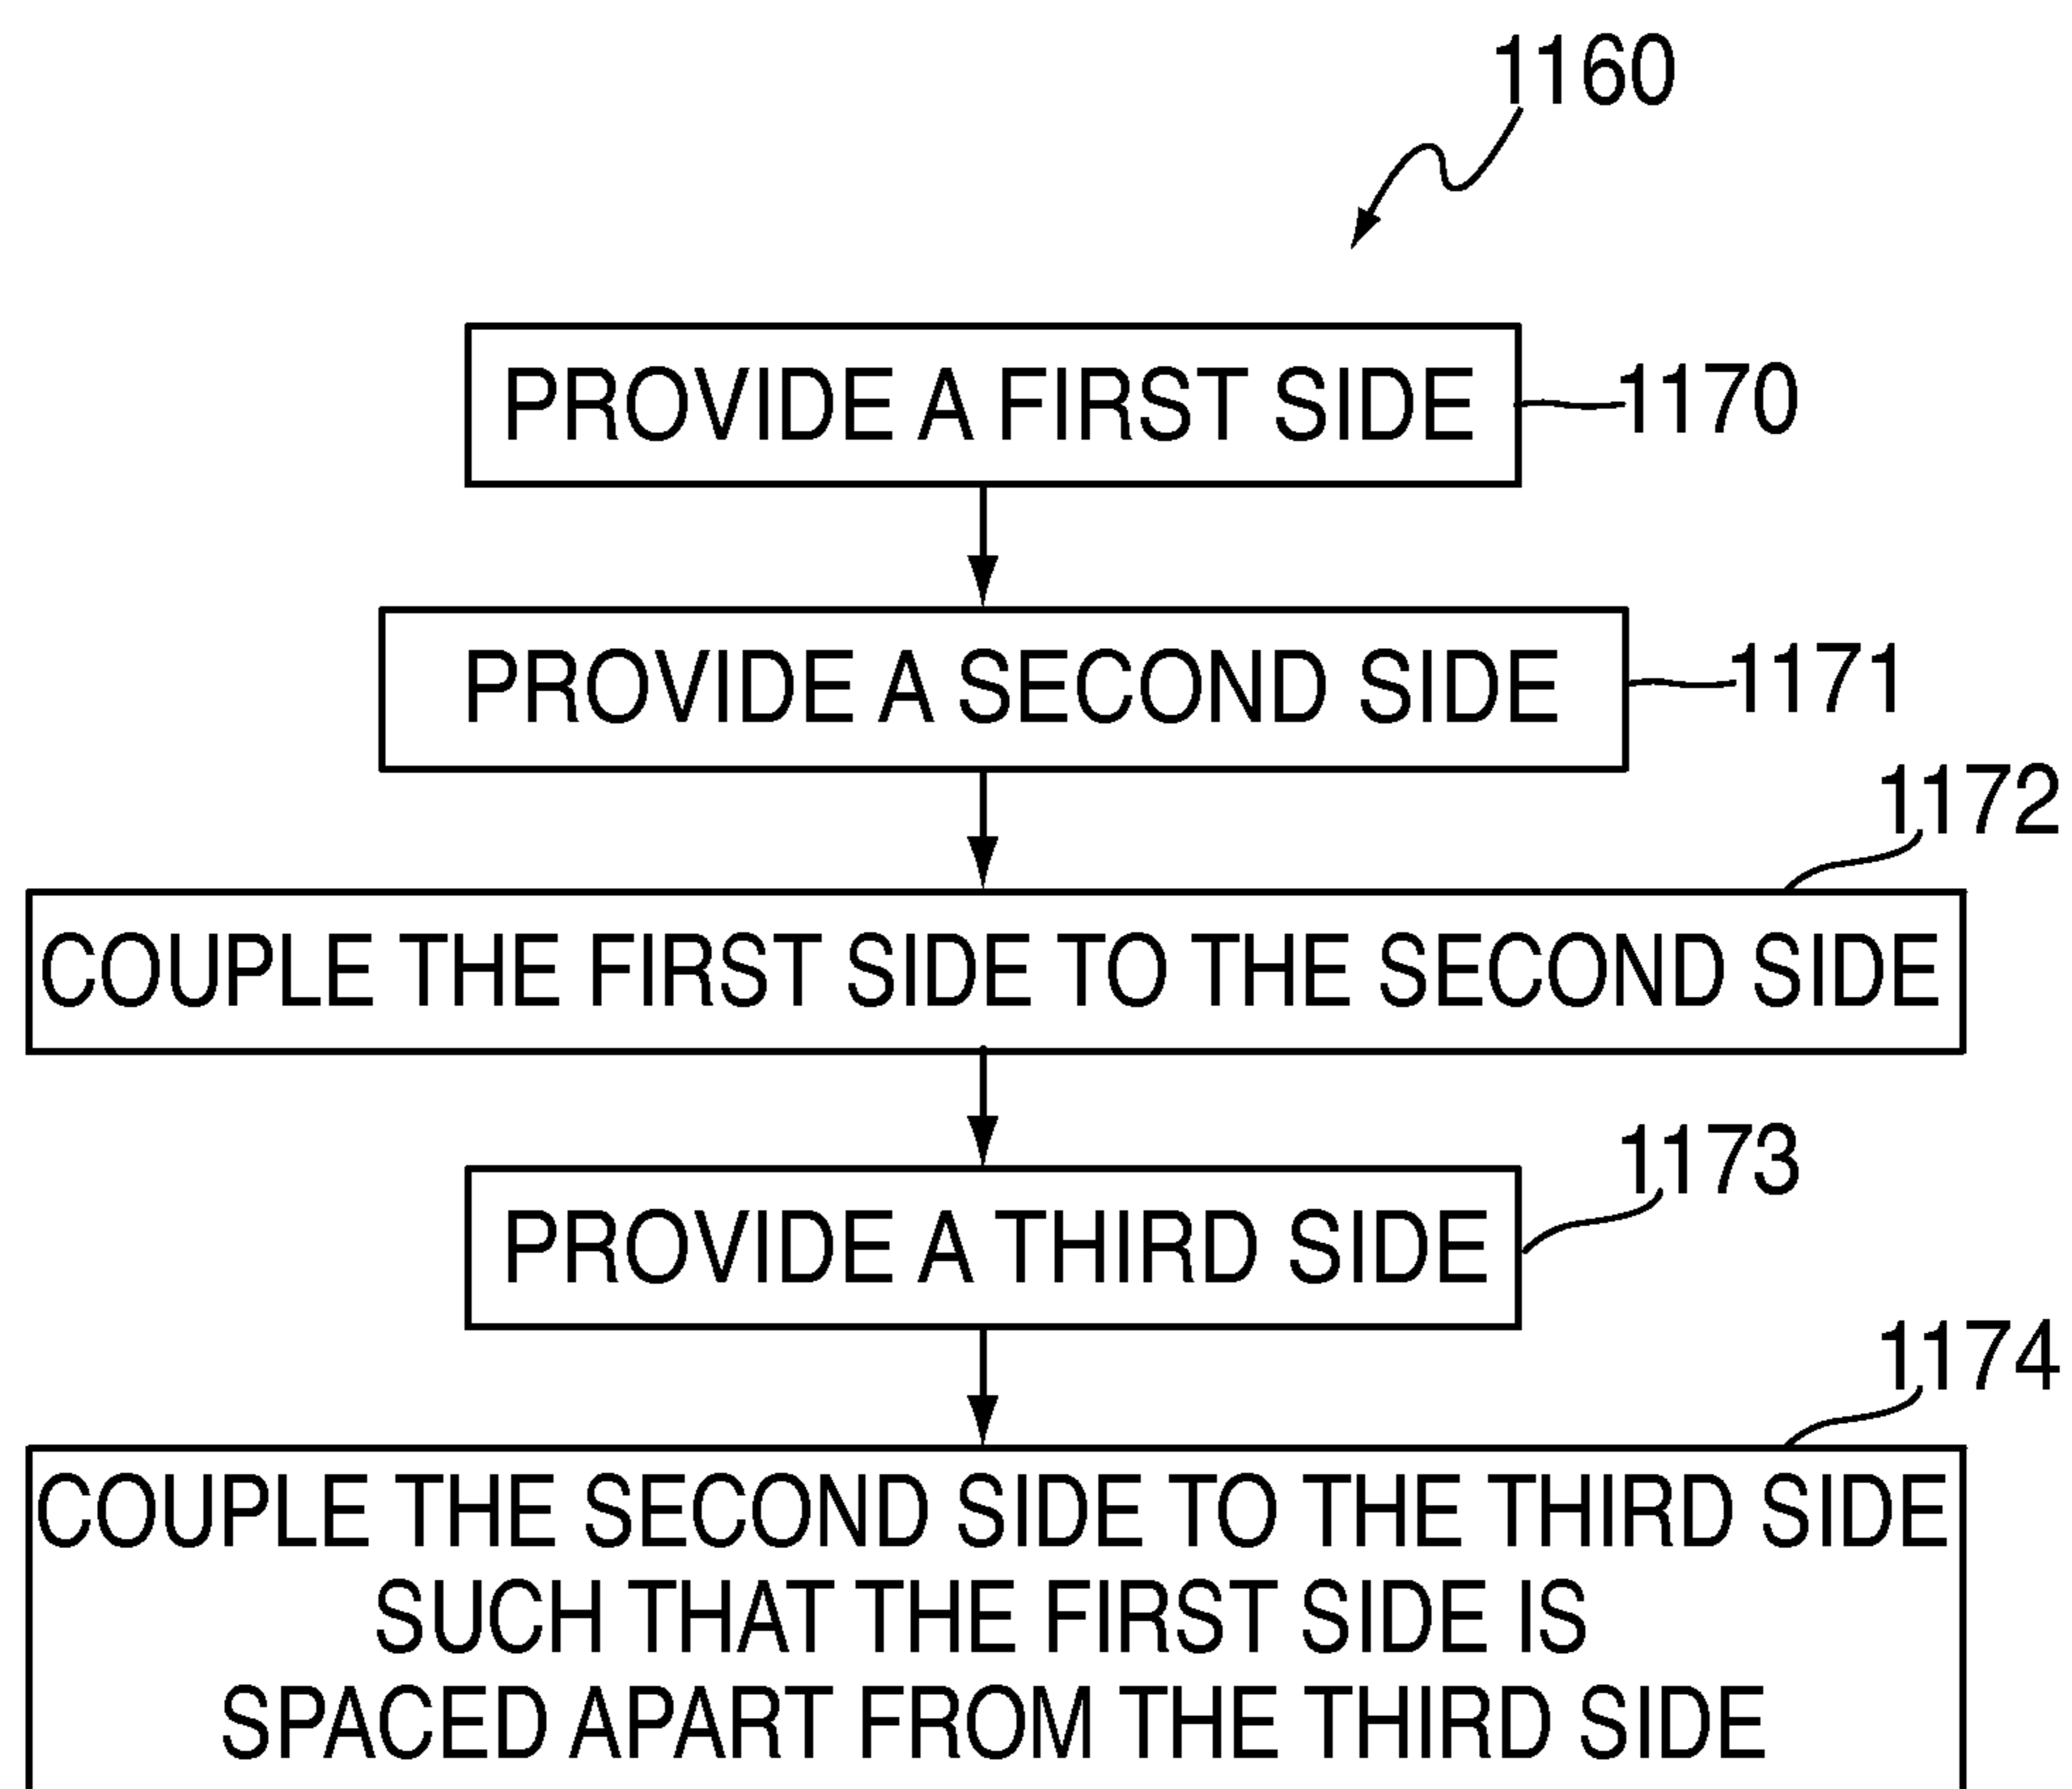 1160
PROVIDE A FIRST SIDE
1170
PROVIDE A SECOND SIDE
1171
1172
COUPLE THE FIRST SIDE TO THE SECOND SIDE
1173
PROVIDE A THIRD SIDE
1174
COUPLE THE SECOND SIDE TO THE THIRD SIDE
SUCH THAT THE FIRST SIDE IS
SPACED APART FROM THE THIRD SIDE